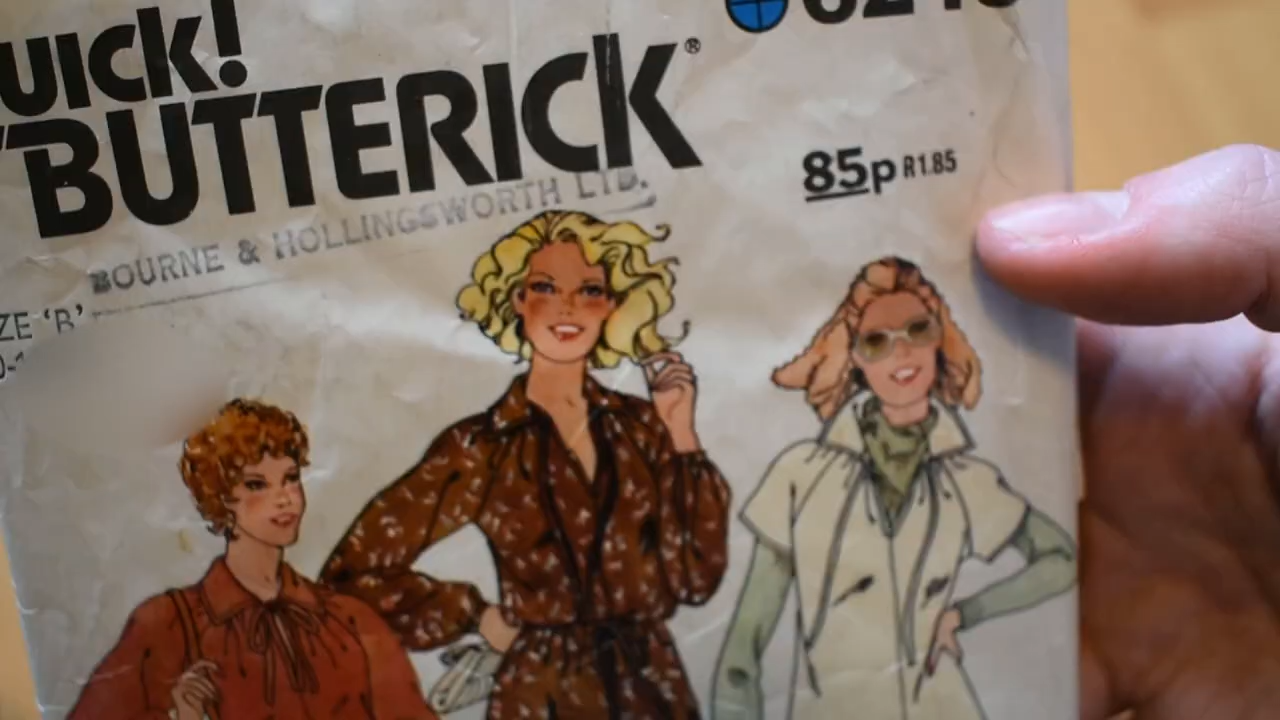 UICK!
BUTTERICK®
85p R1.85
BOURNE & HOLLINGSWORTH LTD.
ZE ‘B’